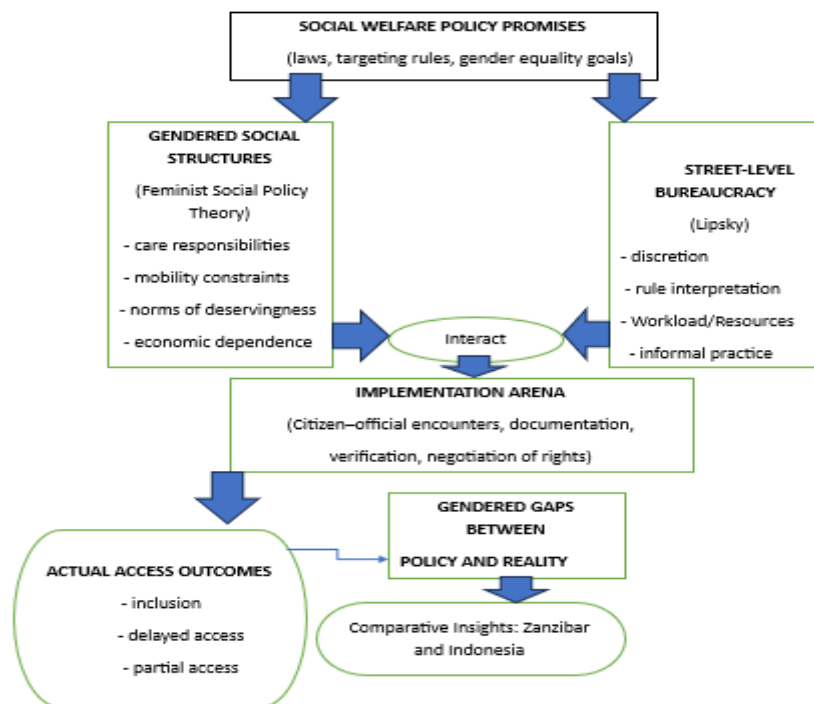 SOCIAL WELFARE POLICY PROMISES
(laws, targeting rules, gender equality goals)
GENDERED SOCIAL
STRUCTURES
(Feminist Social Policy
Theory)
- care responsibilities
- mobility constraints
- norms of deservingness
- economic dependence
STREET-LEVEL
BUREAUCRACY
(Lipsky)
- discretion
- rule interpretation
- Workload/Resources
- informal practice
Interact
IMPLEMENTATION ARENA
(Citizen–official encounters, documentation,
verification, negotiation of rights)
GENDERED GAPS
BETWEEN
POLICY AND REALITY
ACTUAL ACCESS OUTCOMES
- inclusion
- delayed access
- partial access
Comparative Insights: Zanzibar
and Indonesia